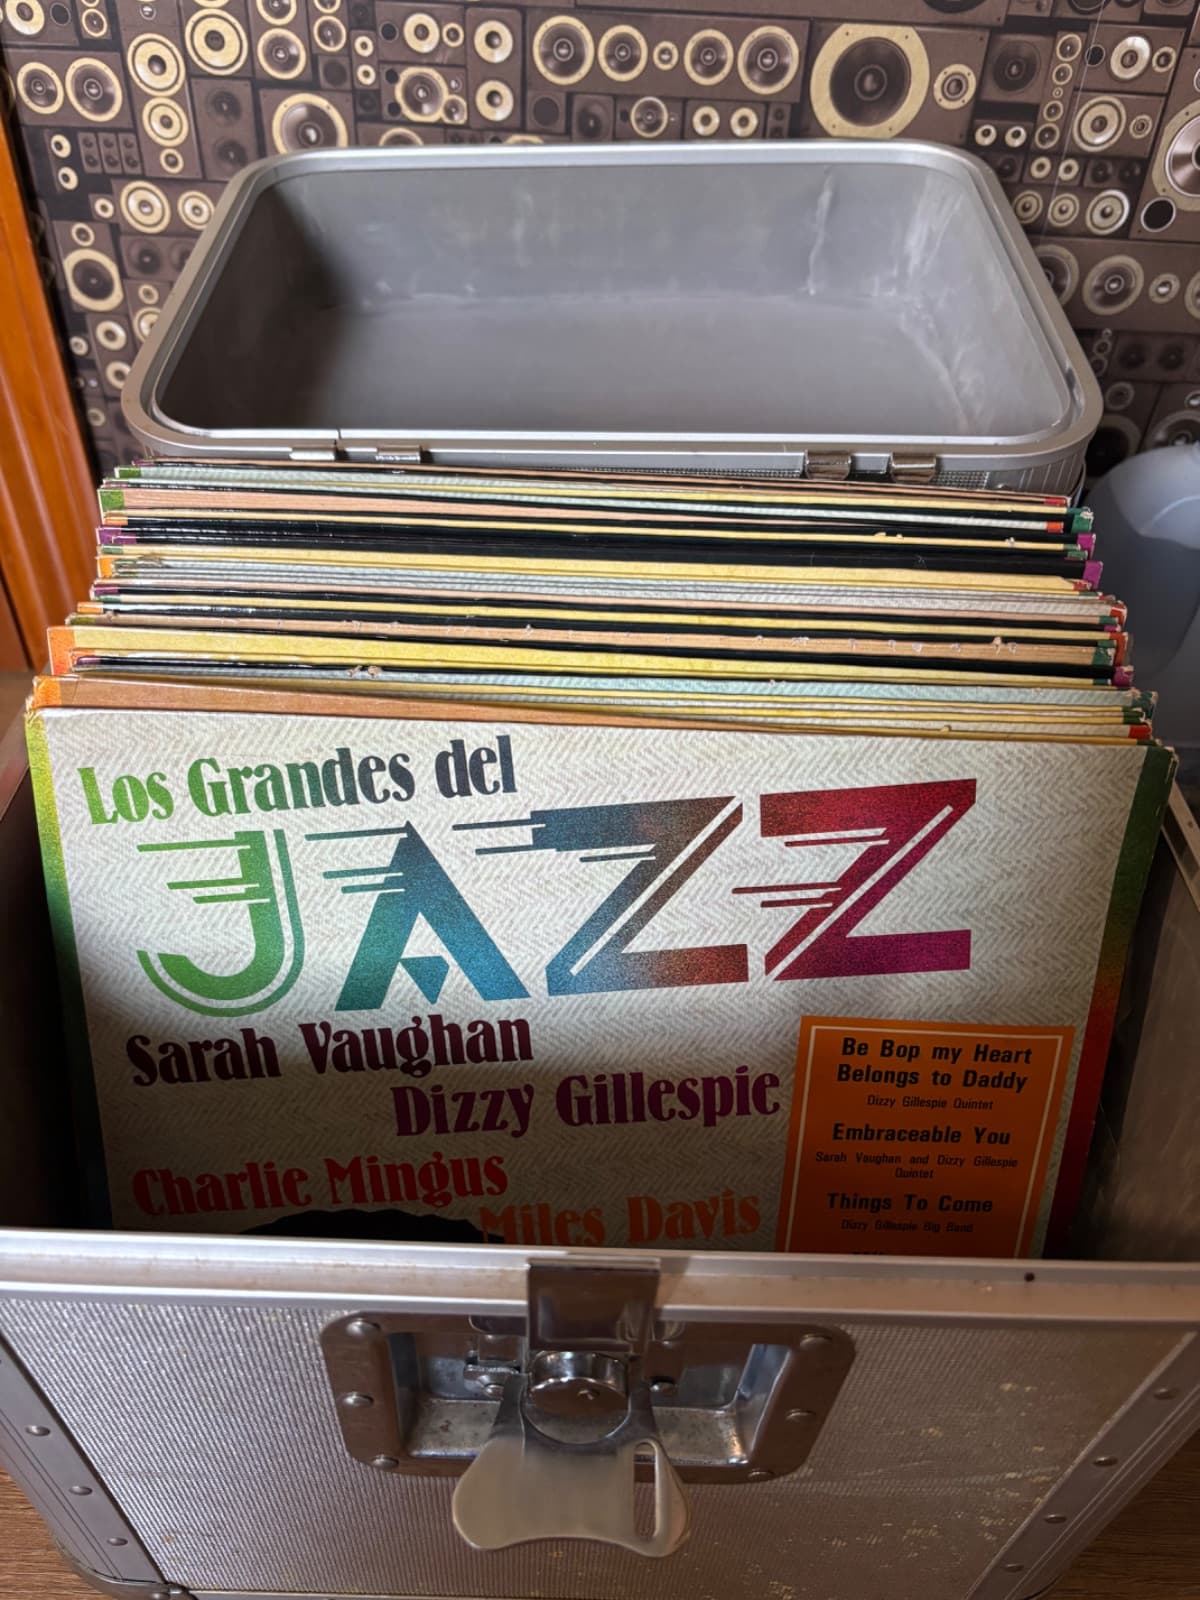 Los Grandes del
JAZZ
Sarah Vaughan
Dizzy Gillespie
Charlie Mingus
Miles Davis
Be Bop my Heart
Belongs to Daddy
Dizzy Gillespie Quintet
Embraceable You
Sarah Vaughan and Dizzy Gillespie
Quintet
Things To Come
Dizzy Gillespie Big Band